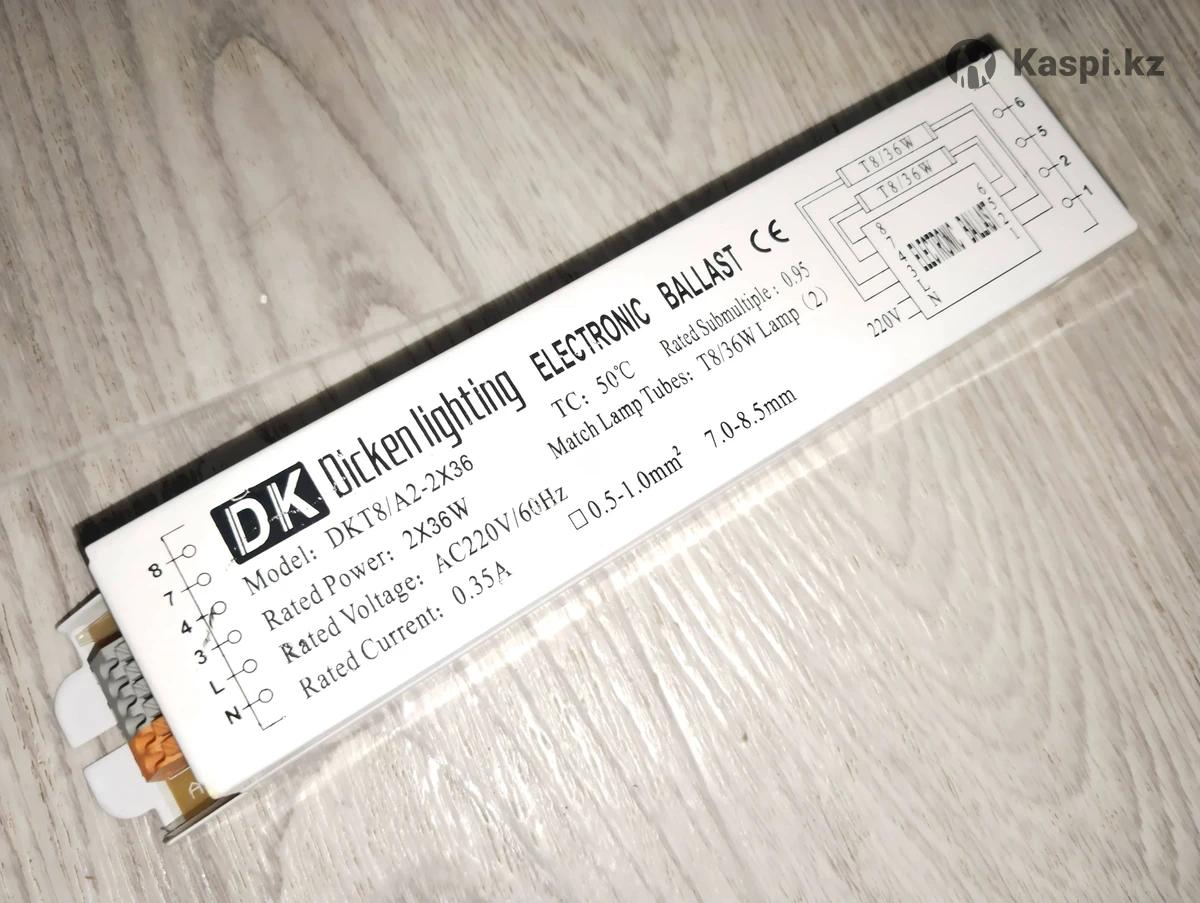 Kaspi.kz
DK Dicken lighting ELECTRONIC BALLAST CE
Model: DKT8/A2-2X36
Rated Power: 2X36W
Rated Voltage: AC220V/60Hz
Rated Current: 0.35A
TC: 50℃ Rated Submultiple: 0.95
Match Lamp Tubes: T8/36W Lamp (2)
□0.5-1.0mm² 7.0-8.5mm
8
7
4
3
L
N
T8/36W
T8/36W
ELECTRONIC BALLAST
8
7
4
3
L
N
6
5
2
1
220V
6
5
2
1